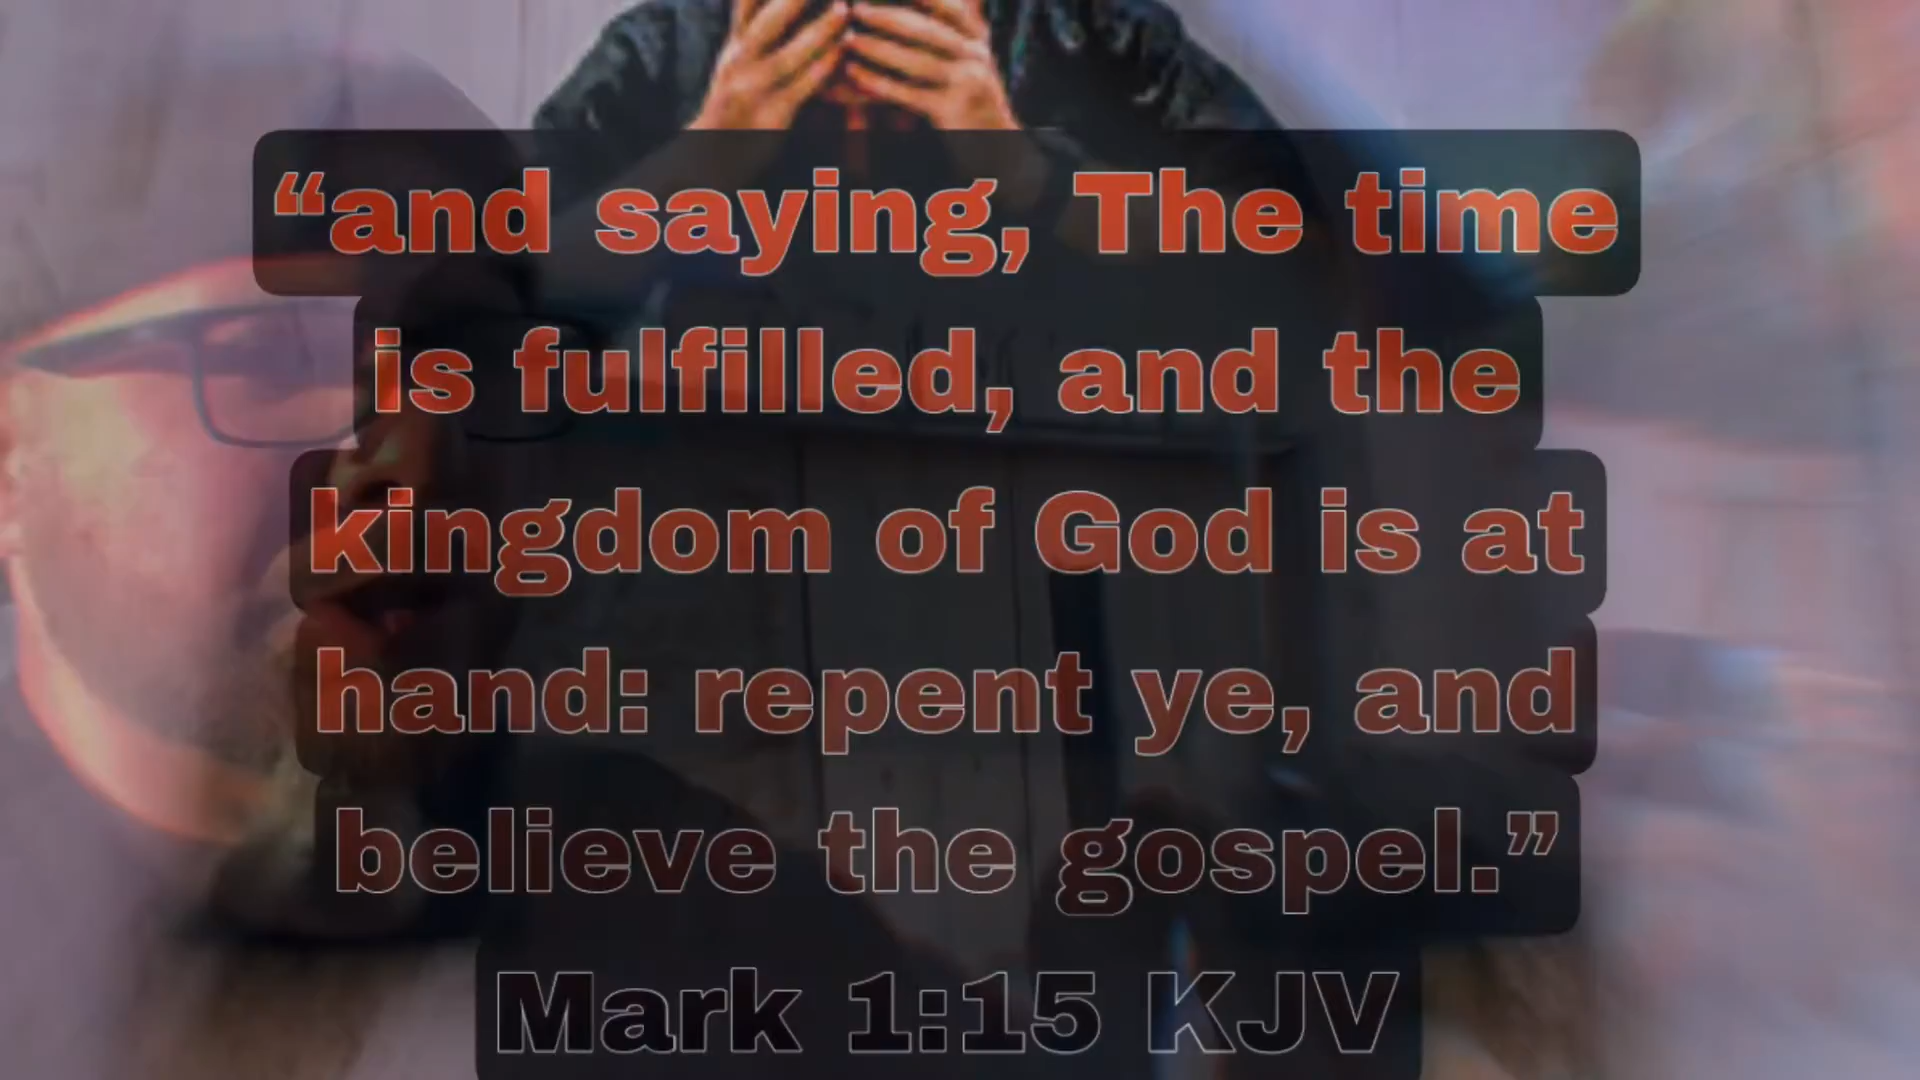 “and saying, The time
is fulfilled, and the
kingdom of God is at
hand: repent ye, and
believe the gospel.”
Mark 1:15 KJV